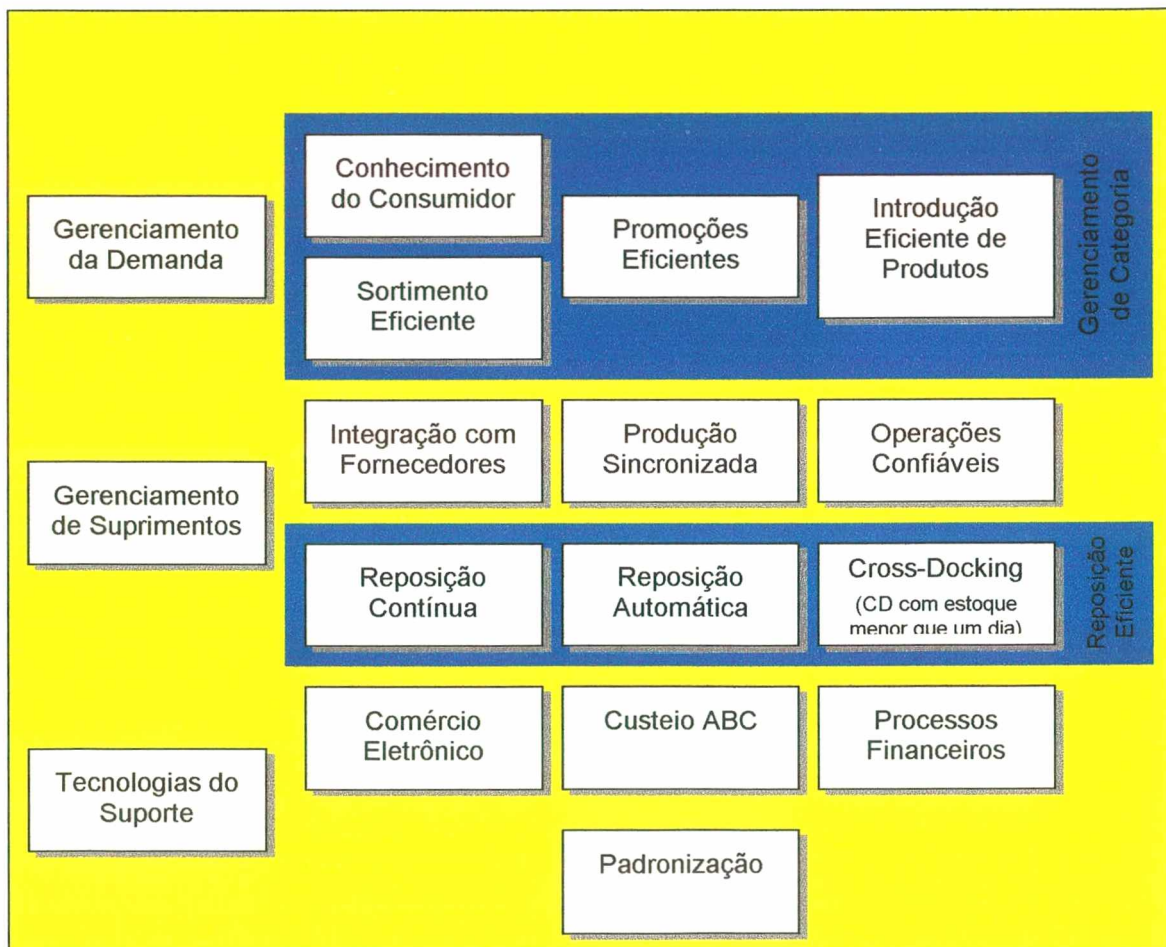 Gerenciamento
da Demanda
Conhecimento
do Consumidor
Sortimento
Eficiente
Promoções
Eficientes
Introdução
Eficiente de
Produtos
Gerenciamento
de Categoria
Gerenciamento
de Suprimentos
Integração com
Fornecedores
Produção
Sincronizada
Operações
Confiáveis
Reposição
Contínua
Reposição
Automática
Cross-Docking
(CD com estoque
menor que um dia)
Reposição
Eficiente
Tecnologias do
Suporte
Comércio
Eletrônico
Custeio ABC
Processos
Financeiros
Padronização